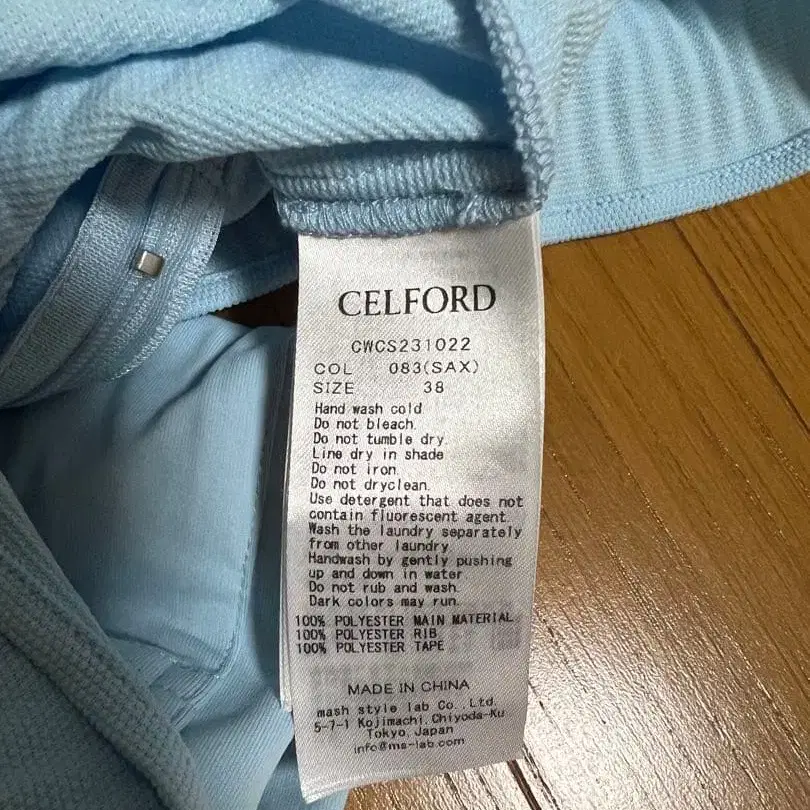 CELFORD
CWCS231022
COL 083(SAX)
SIZE 38
Hand wash cold
Do not bleach.
Do not tumble dry.
Line dry in shade
Do not iron.
Do not dryclean.
Use detergent that does not
contain fluorescent agent.
Wash the laundry separately
from other laundry.
Handwash by gently pushing
up and down in water
Do not rub and wash.
Dark colors may run.
100% POLYESTER MAIN MATERIAL
100% POLYESTER RIB
100% POLYESTER TAPE
MADE IN CHINA
mash style lab Co.,Ltd.
5-7-1 Kojimachi,Chiyoda-Ku
Tokyo,Japan
info@ms-lab.com